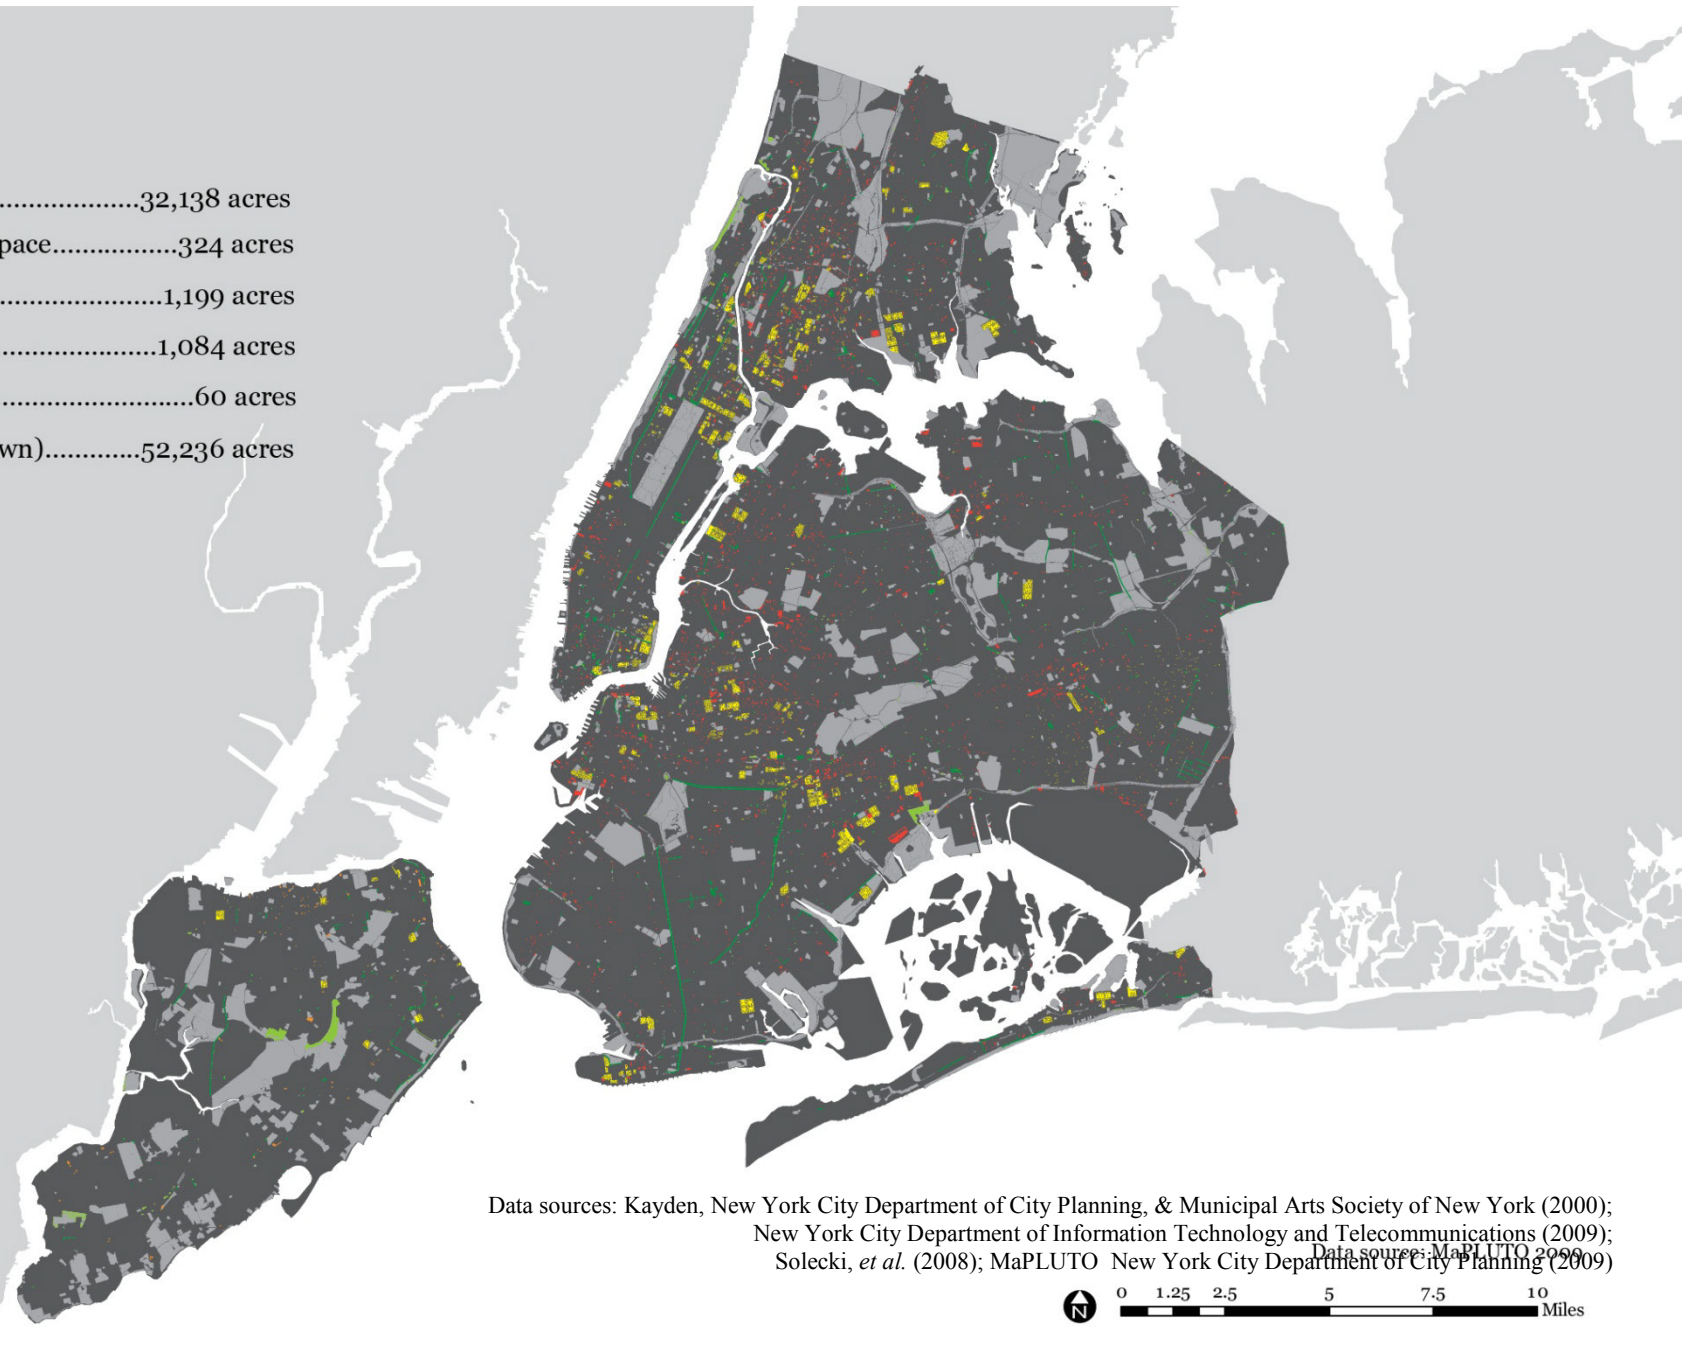 ..................32,138 acres
pace.................324 acres
......................1,199 acres
......................1,084 acres
...........................60 acres
wn).............52,236 acres
Data sources: Kayden, New York City Department of City Planning, & Municipal Arts Society of New York (2000);
New York City Department of Information Technology and Telecommunications (2009);
Solecki, et al. (2008); MaPLUTO New York City Department of City Planning (2009)
Data source: MaPLUTO 2009
N
0 1.25 2.5 5 7.5 10
Miles